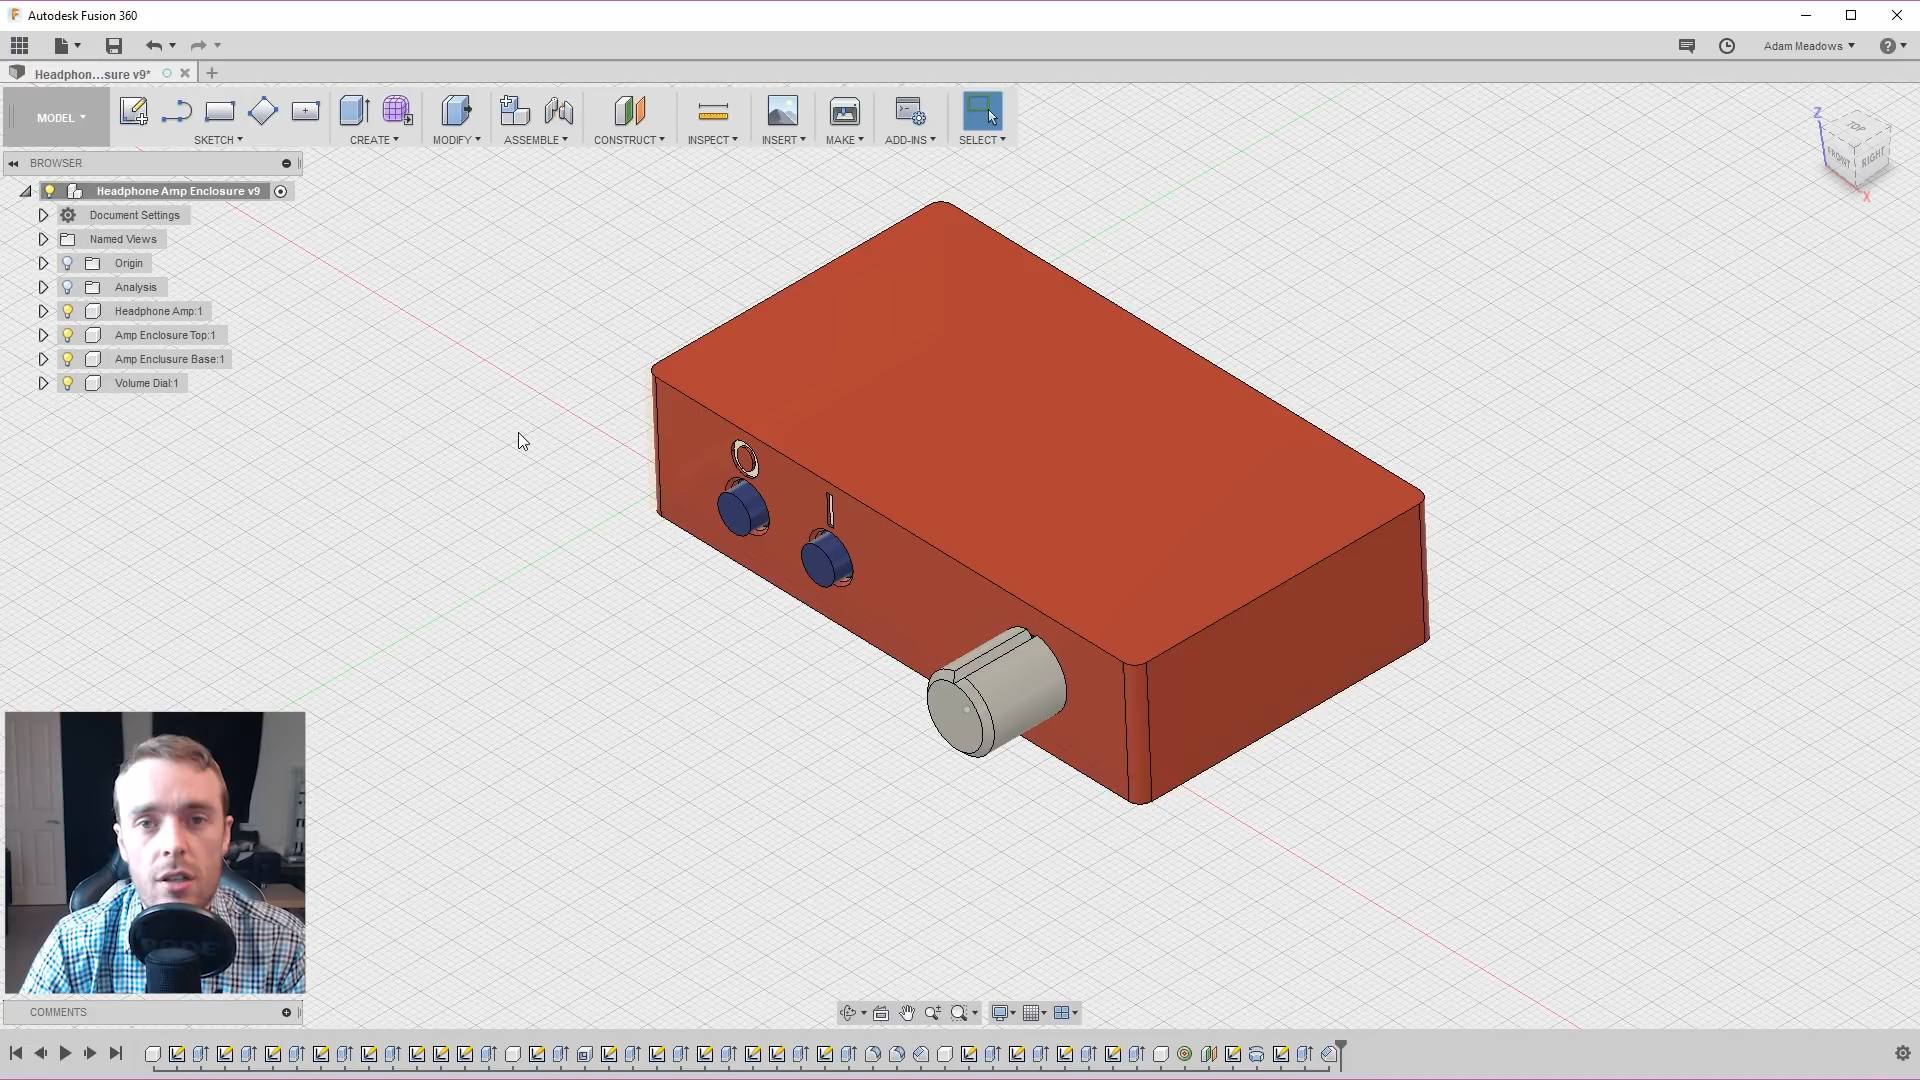 Autodesk Fusion 360
Adam Meadows
Headphon...sure v9*
MODEL
SKETCH
CREATE
MODIFY
ASSEMBLE
CONSTRUCT
INSPECT
INSERT
MAKE
ADD-INS
SELECT
BROWSER
Headphone Amp Enclosure v9
Document Settings
Named Views
Origin
Analysis
Headphone Amp:1
Amp Enclosure Top:1
Amp Enclusure Base:1
Volume Dial:1
Z
TOP
FRONT
RIGHT
X
RODE
COMMENTS